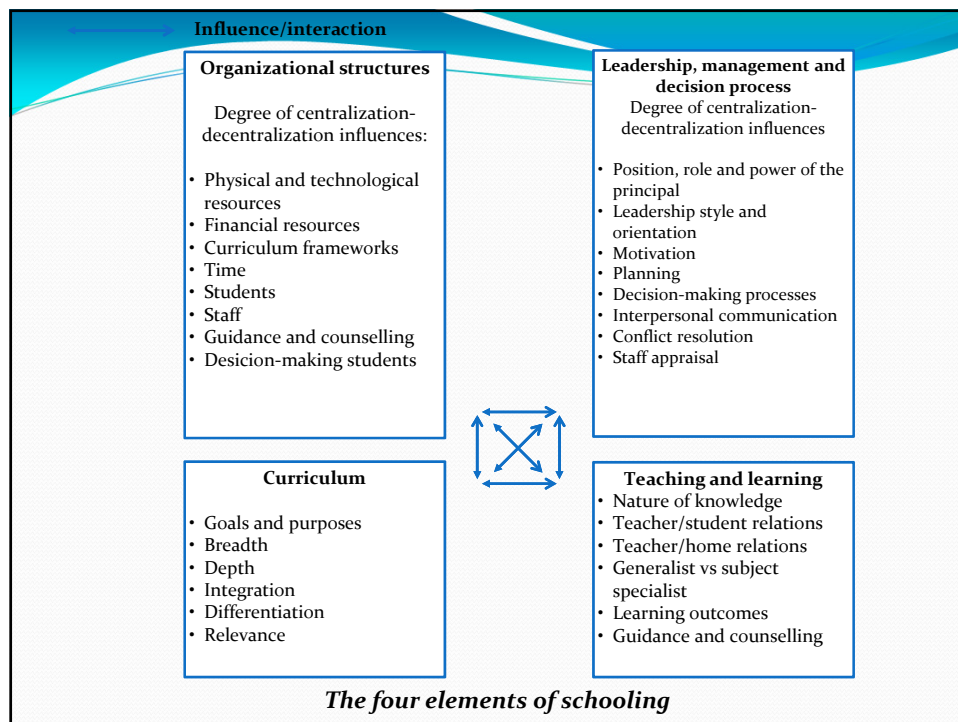 Influence/interaction
Organizational structures
Degree of centralization-
decentralization influences:
• Physical and technological
resources
• Financial resources
• Curriculum frameworks
• Time
• Students
• Staff
• Guidance and counselling
• Desicion-making students
Leadership, management and
decision process
Degree of centralization-
decentralization influences
• Position, role and power of the
principal
• Leadership style and
orientation
• Motivation
• Planning
• Decision-making processes
• Interpersonal communication
• Conflict resolution
• Staff appraisal
Curriculum
• Goals and purposes
• Breadth
• Depth
• Integration
• Differentiation
• Relevance
Teaching and learning
• Nature of knowledge
• Teacher/student relations
• Teacher/home relations
• Generalist vs subject
specialist
• Learning outcomes
• Guidance and counselling
The four elements of schooling